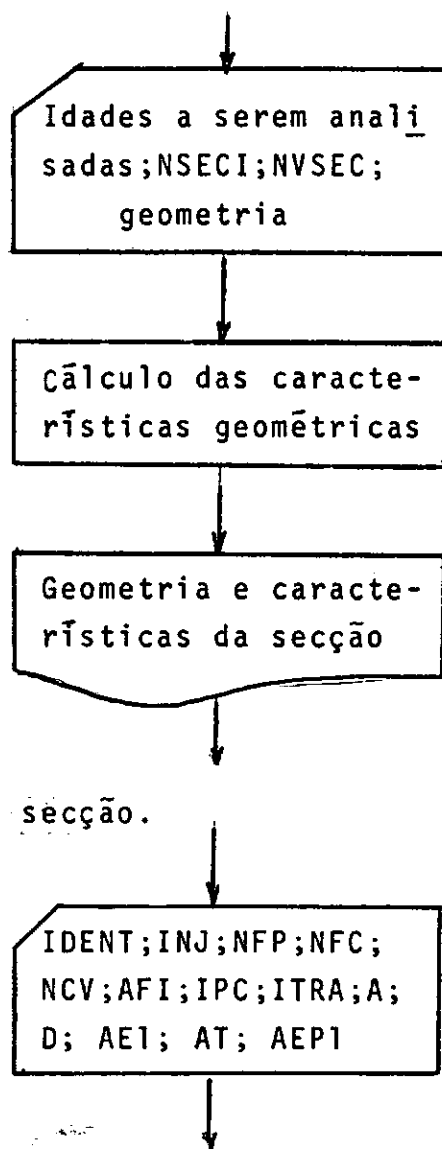 Idades a serem anali
sadas;NSECI;NVSEC;
geometria
Cálculo das caracte-
rísticas geométricas
Geometria e caracte-
rísticas da secção
secção.
IDENT;INJ;NFP;NFC;
NCV;AFI;IPC;ITRA;A;
D; AE1; AT; AEP1